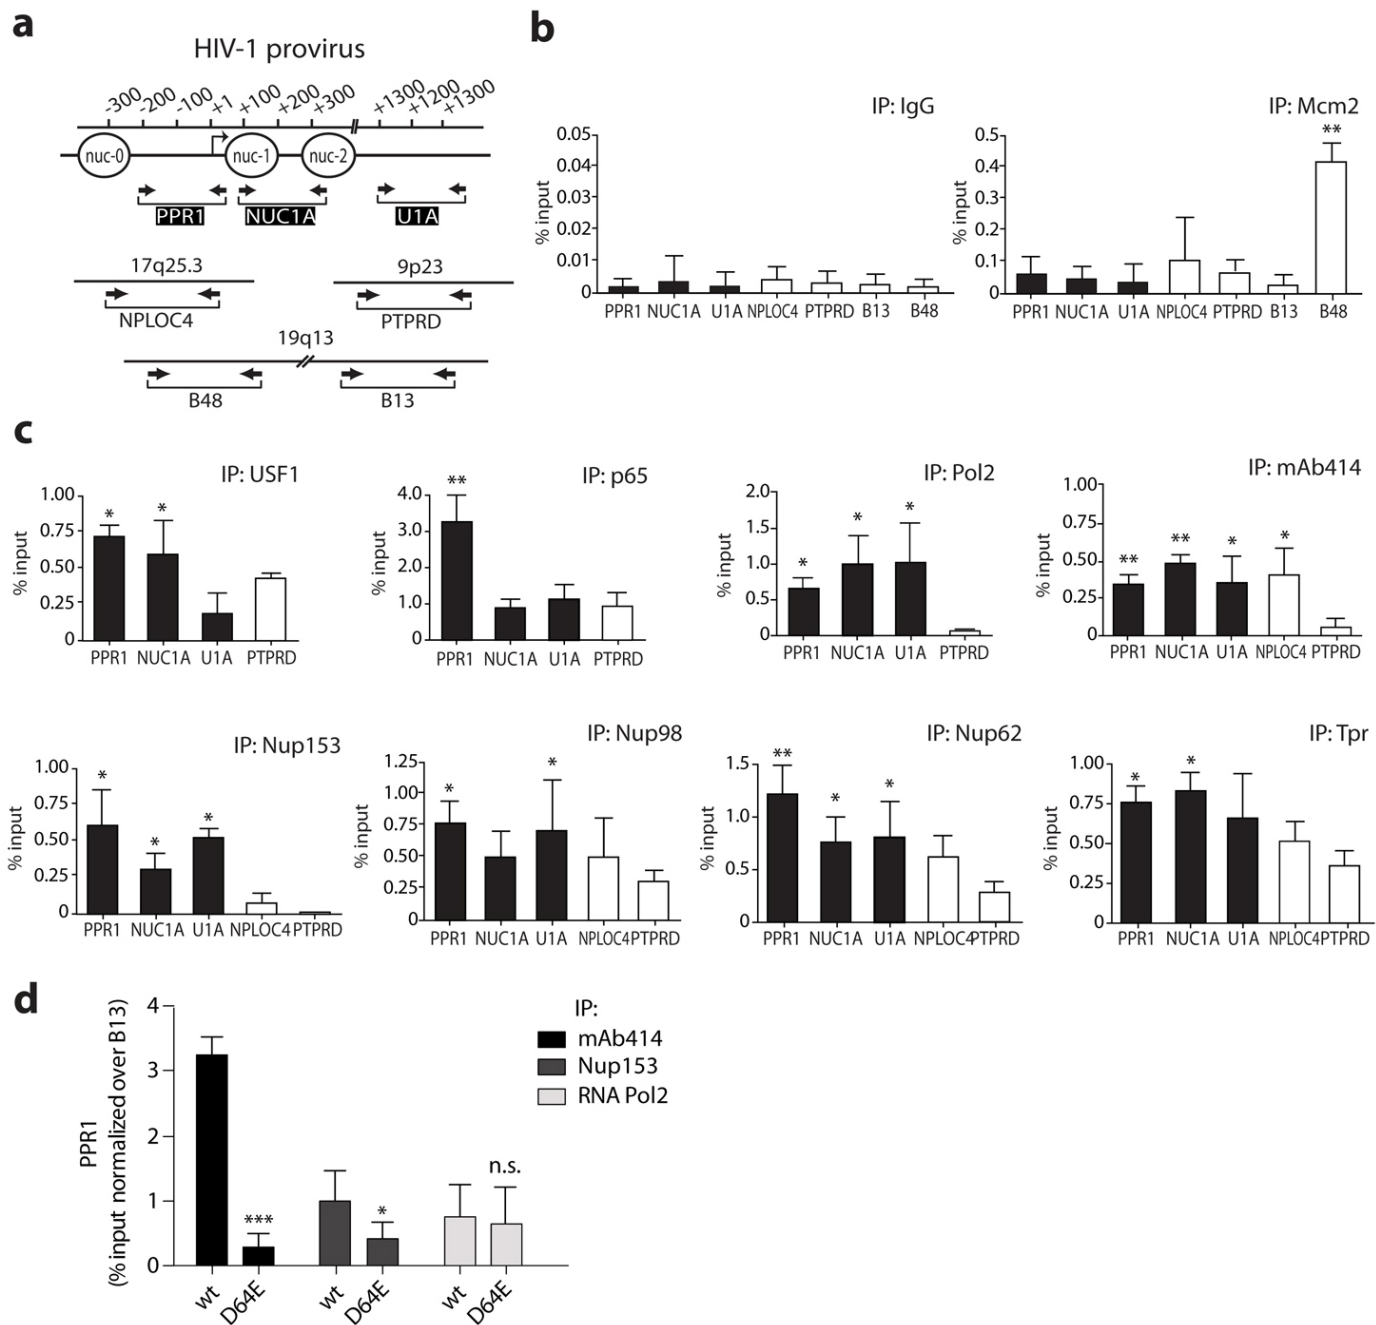 a
HIV-1 provirus
-300 -200 -100 +1 +100 +200 +300 +1300 +1200 +1300
nuc-0 nuc-1 nuc-2
PPR1 NUC1A U1A
17q25.3 9p23
NPLOC4 PTPRD
19q13
B48 B13
b
IP: IgG
% input
0.05
0.04
0.03
0.02
0.01
0
PPR1 NUC1A U1A NPLOC4 PTPRD B13 B48
IP: Mcm2
% input
0.5
0.4
0.3
0.2
0.1
0
**
PPR1 NUC1A U1A NPLOC4 PTPRD B13 B48
c
IP: USF1
% input
1.00
0.75
0.50
0.25
0
* *
PPR1 NUC1A U1A PTPRD
IP: p65
% input
4.0
3.0
2.0
1.0
0
**
PPR1 NUC1A U1A PTPRD
IP: Pol2
% input
2.0
1.5
1.0
0.5
0
* * *
PPR1 NUC1A U1A PTPRD
IP: mAb414
% input
1.00
0.75
0.50
0.25
0
** ** * *
PPR1 NUC1A U1A NPLOC4 PTPRD
IP: Nup153
% input
1.00
0.75
0.50
0.25
0
* * *
PPR1 NUC1A U1A NPLOC4 PTPRD
IP: Nup98
% input
1.25
1.00
0.75
0.50
0.25
0
* *
PPR1 NUC1A U1A NPLOC4 PTPRD
IP: Nup62
% input
1.5
1.0
0.5
0
** * *
PPR1 NUC1A U1A NPLOC4 PTPRD
IP: Tpr
% input
1.00
0.75
0.50
0.25
0
* *
PPR1 NUC1A U1A NPLOC4 PTPRD
d
PPR1
(% input normalized over B13)
4
3
2
1
0
*** * n.s.
wt D64E wt D64E wt D64E
IP:
mAb414
Nup153
RNA Pol2